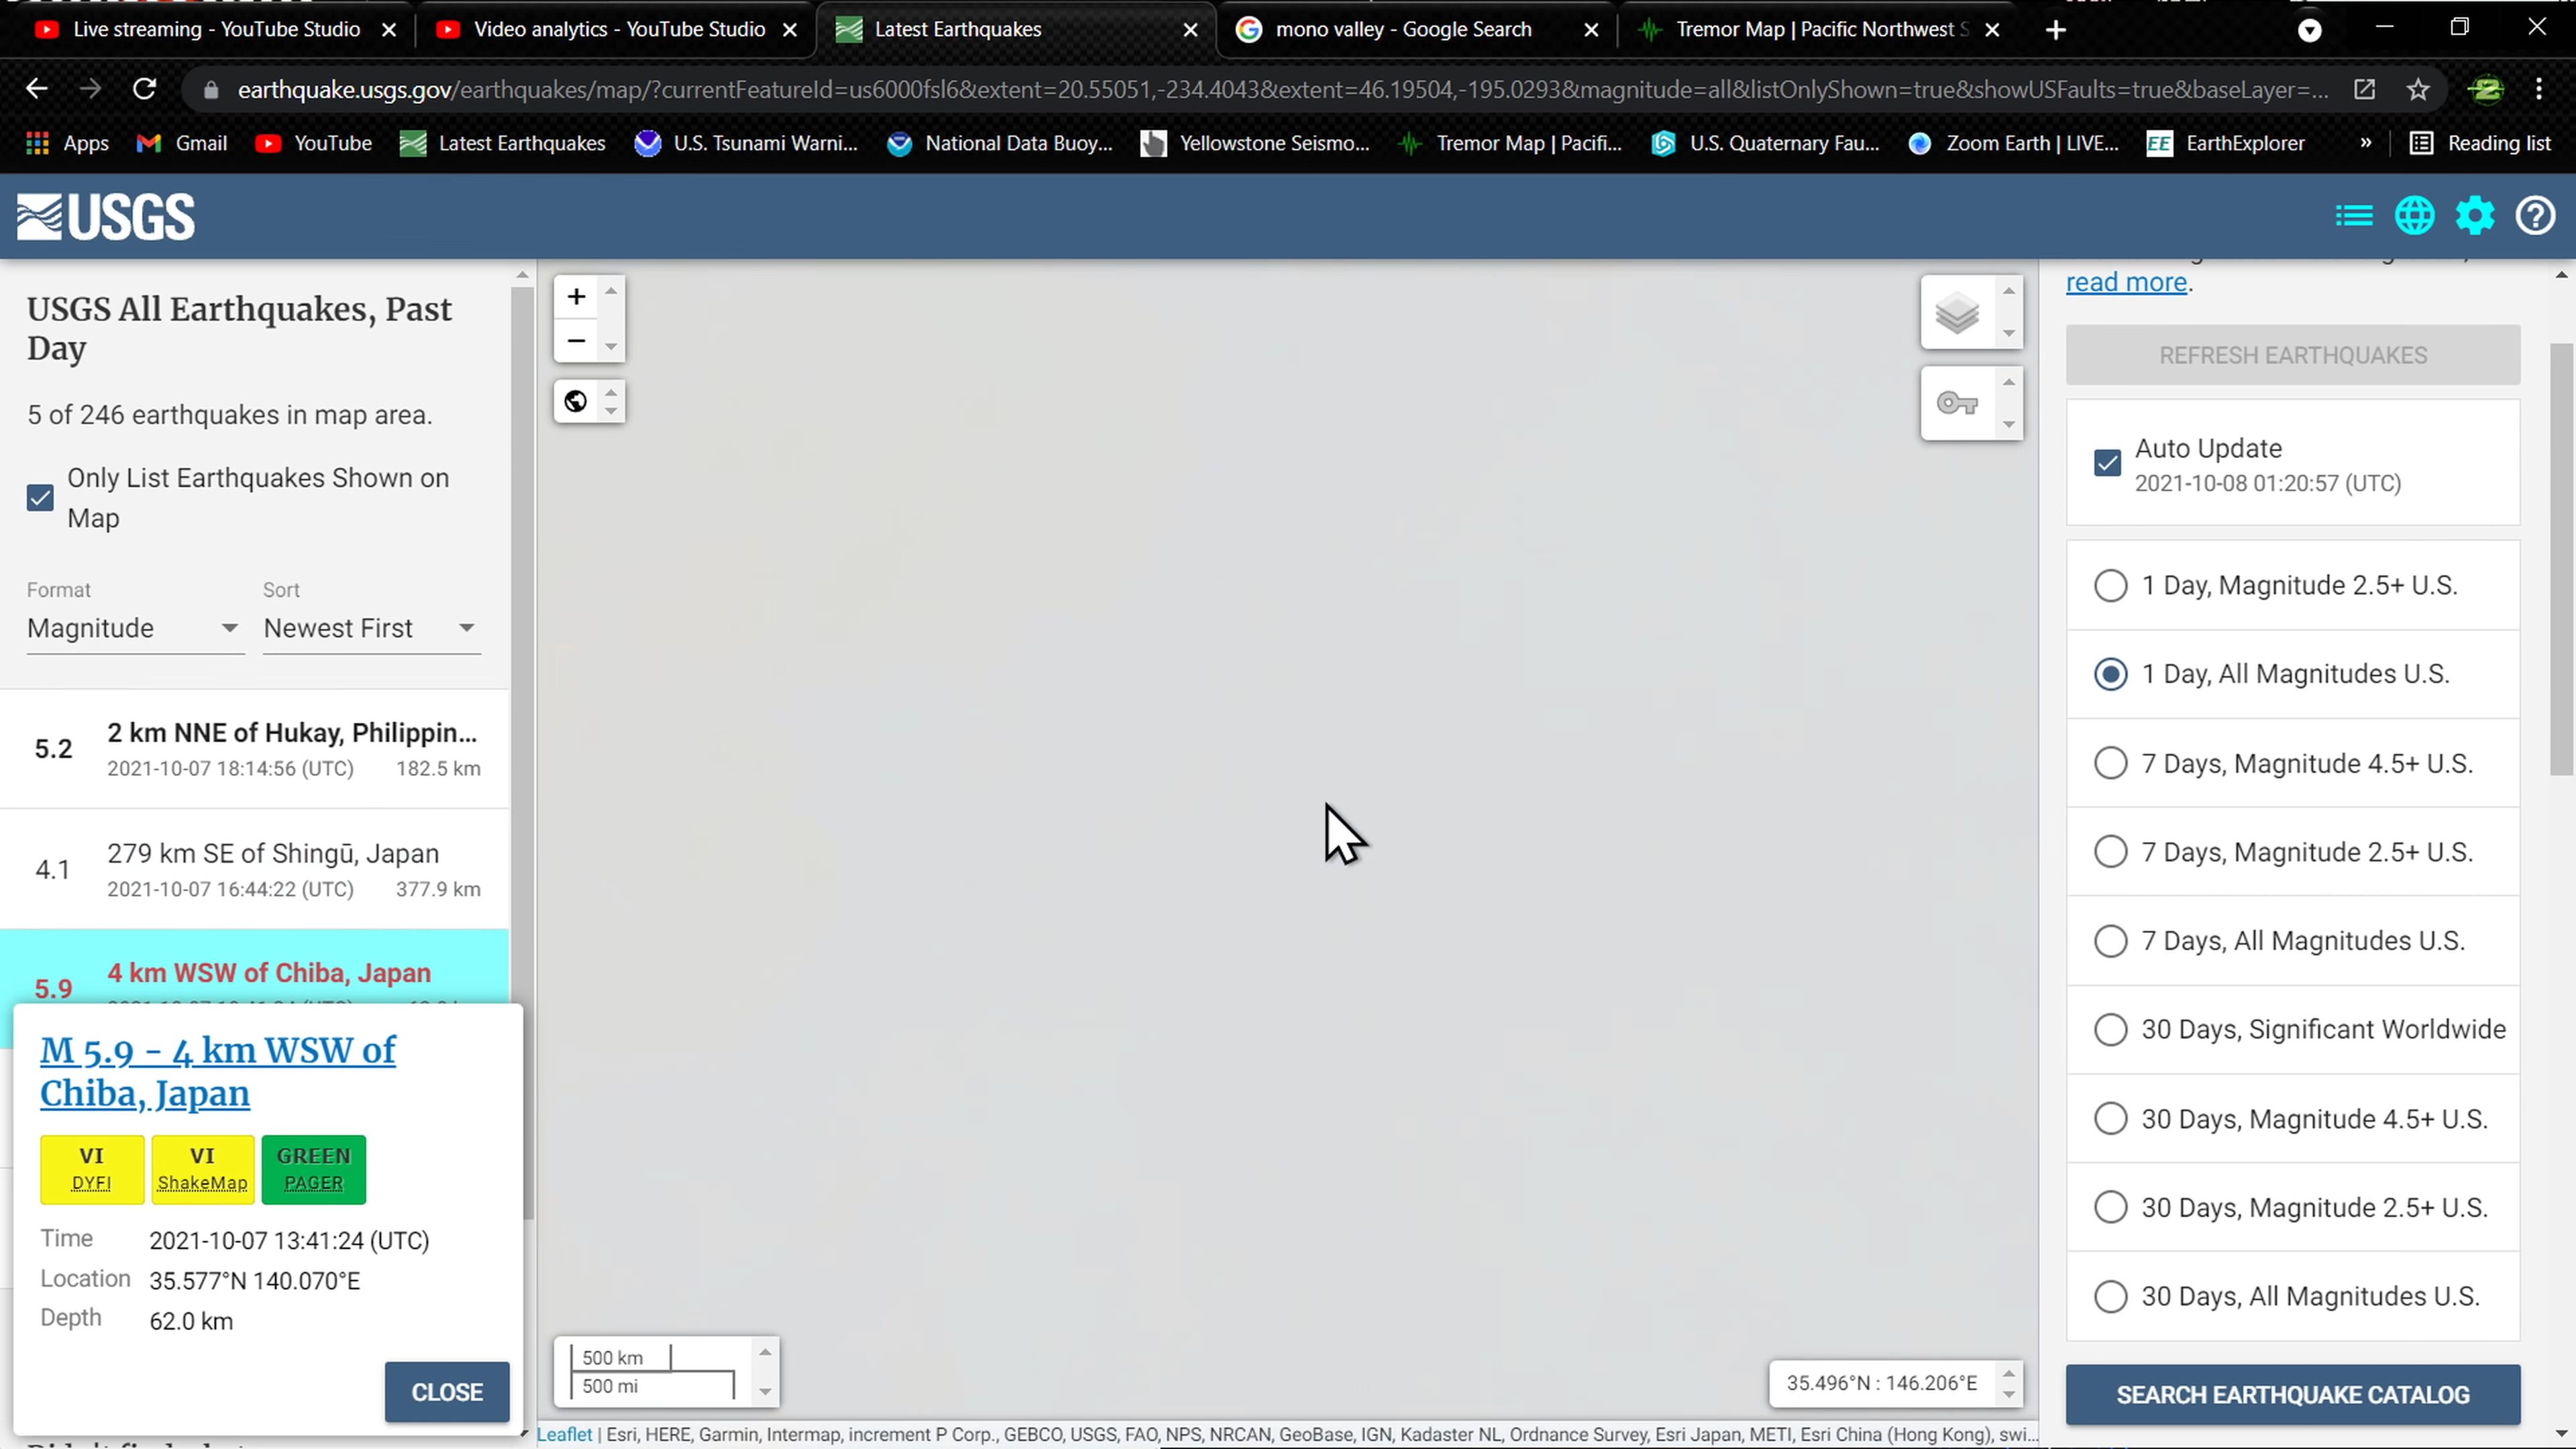 Live streaming - YouTube Studio
Video analytics - YouTube Studio
Latest Earthquakes
mono valley - Google Search
Tremor Map | Pacific Northwest S
earthquake.usgs.gov/earthquakes/map/?currentFeatureId=us6000fsl6&extent=20.55051,-234.4043&extent=46.19504,-195.0293&magnitude=all&listOnlyShown=true&showUSFaults=true&baseLayer=...
Apps
Gmail
YouTube
Latest Earthquakes
U.S. Tsunami Warni...
National Data Buoy...
Yellowstone Seismo...
Tremor Map | Pacifi...
U.S. Quaternary Fau...
Zoom Earth | LIVE...
EE EarthExplorer
»
Reading list
USGS
USGS All Earthquakes, Past
Day
5 of 246 earthquakes in map area.
Only List Earthquakes Shown on
Map
Format
Sort
Magnitude
Newest First
5.2
2 km NNE of Hukay, Philippin...
2021-10-07 18:14:56 (UTC) 182.5 km
4.1
279 km SE of Shingū, Japan
2021-10-07 16:44:22 (UTC) 377.9 km
5.9
4 km WSW of Chiba, Japan
M 5.9 - 4 km WSW of
Chiba, Japan
VI
DYFI
VI
ShakeMap
GREEN
PAGER
Time 2021-10-07 13:41:24 (UTC)
Location 35.577°N 140.070°E
Depth 62.0 km
CLOSE
+
−
500 km
500 mi
35.496°N : 146.206°E
Leaflet | Esri, HERE, Garmin, Intermap, increment P Corp., GEBCO, USGS, FAO, NPS, NRCAN, GeoBase, IGN, Kadaster NL, Ordnance Survey, Esri Japan, METI, Esri China (Hong Kong), swi...
read more.
REFRESH EARTHQUAKES
Auto Update
2021-10-08 01:20:57 (UTC)
1 Day, Magnitude 2.5+ U.S.
1 Day, All Magnitudes U.S.
7 Days, Magnitude 4.5+ U.S.
7 Days, Magnitude 2.5+ U.S.
7 Days, All Magnitudes U.S.
30 Days, Significant Worldwide
30 Days, Magnitude 4.5+ U.S.
30 Days, Magnitude 2.5+ U.S.
30 Days, All Magnitudes U.S.
SEARCH EARTHQUAKE CATALOG